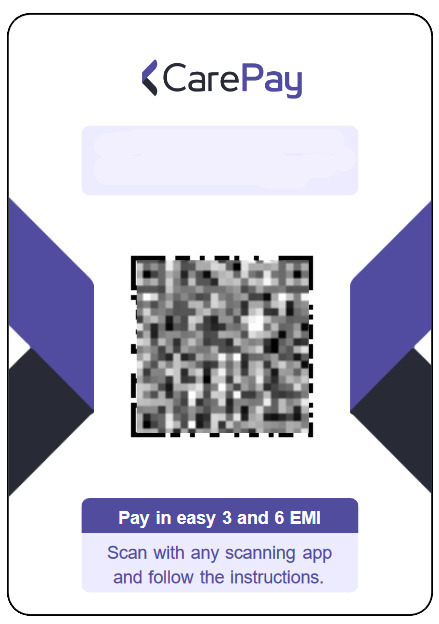 CarePay
Pay in easy 3 and 6 EMI
Scan with any scanning app
and follow the instructions.